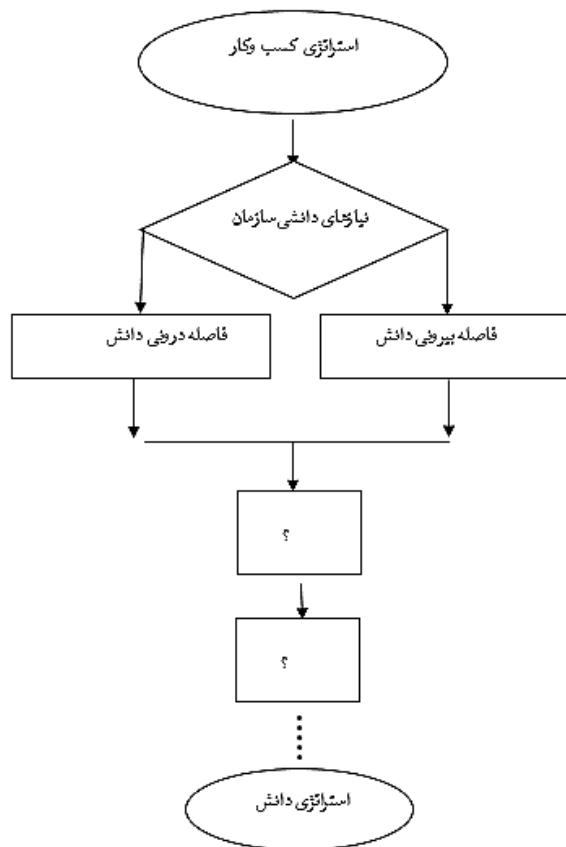 استراتژی کسب وکار
نیازهای دانشی سازمان
فاصله بیرونی دانش
فاصله درونی دانش
؟
؟
استراتژی دانش